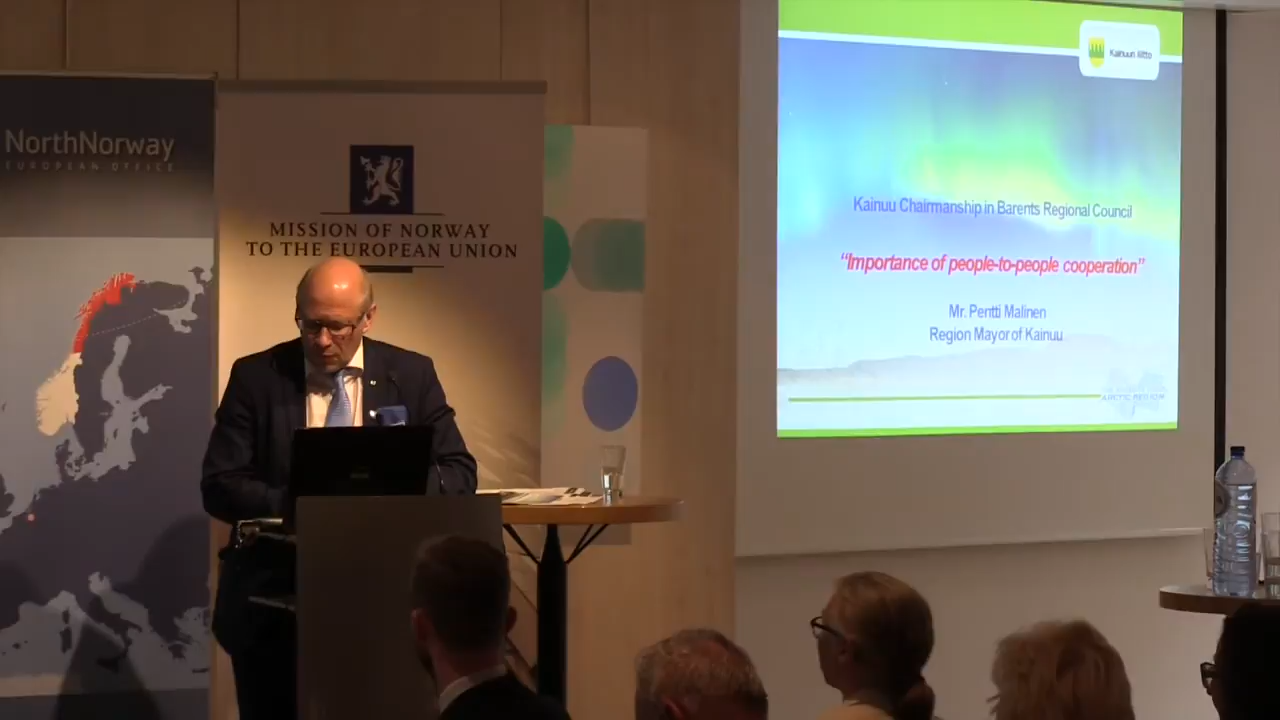 NorthNorway
EUROPEAN OFFICE
MISSION OF NORWAY
TO THE EUROPEAN UNION
Kainuun liitto
Kainuu Chairmanship in Barents Regional Council
“Importance of people-to-people cooperation”
Mr. Pentti Malinen
Region Mayor of Kainuu
ARCTIC REGION